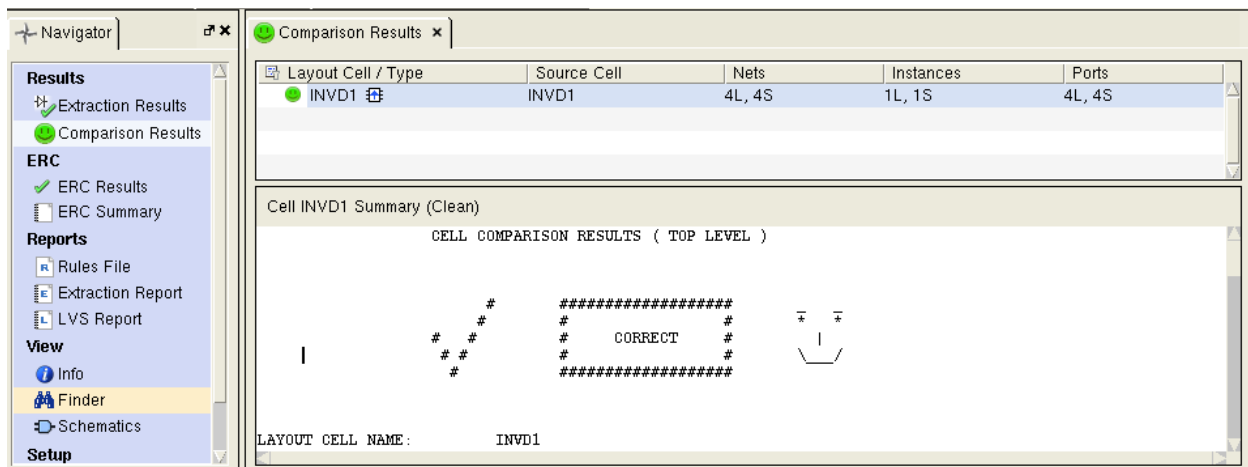 Navigator
Results
Extraction Results
Comparison Results
ERC
ERC Results
ERC Summary
Reports
R Rules File
E Extraction Report
L LVS Report
View
i Info
Finder
Schematics
Setup
Comparison Results ×
Layout Cell / Type Source Cell Nets Instances Ports
INVD1 INVD1 4L, 4S 1L, 1S 4L, 4S
Cell INVD1 Summary (Clean)
CELL COMPARISON RESULTS ( TOP LEVEL )
# ################### _ _
# # # * *
# # # CORRECT # |
# # # # \___/
# ###################
LAYOUT CELL NAME: INVD1